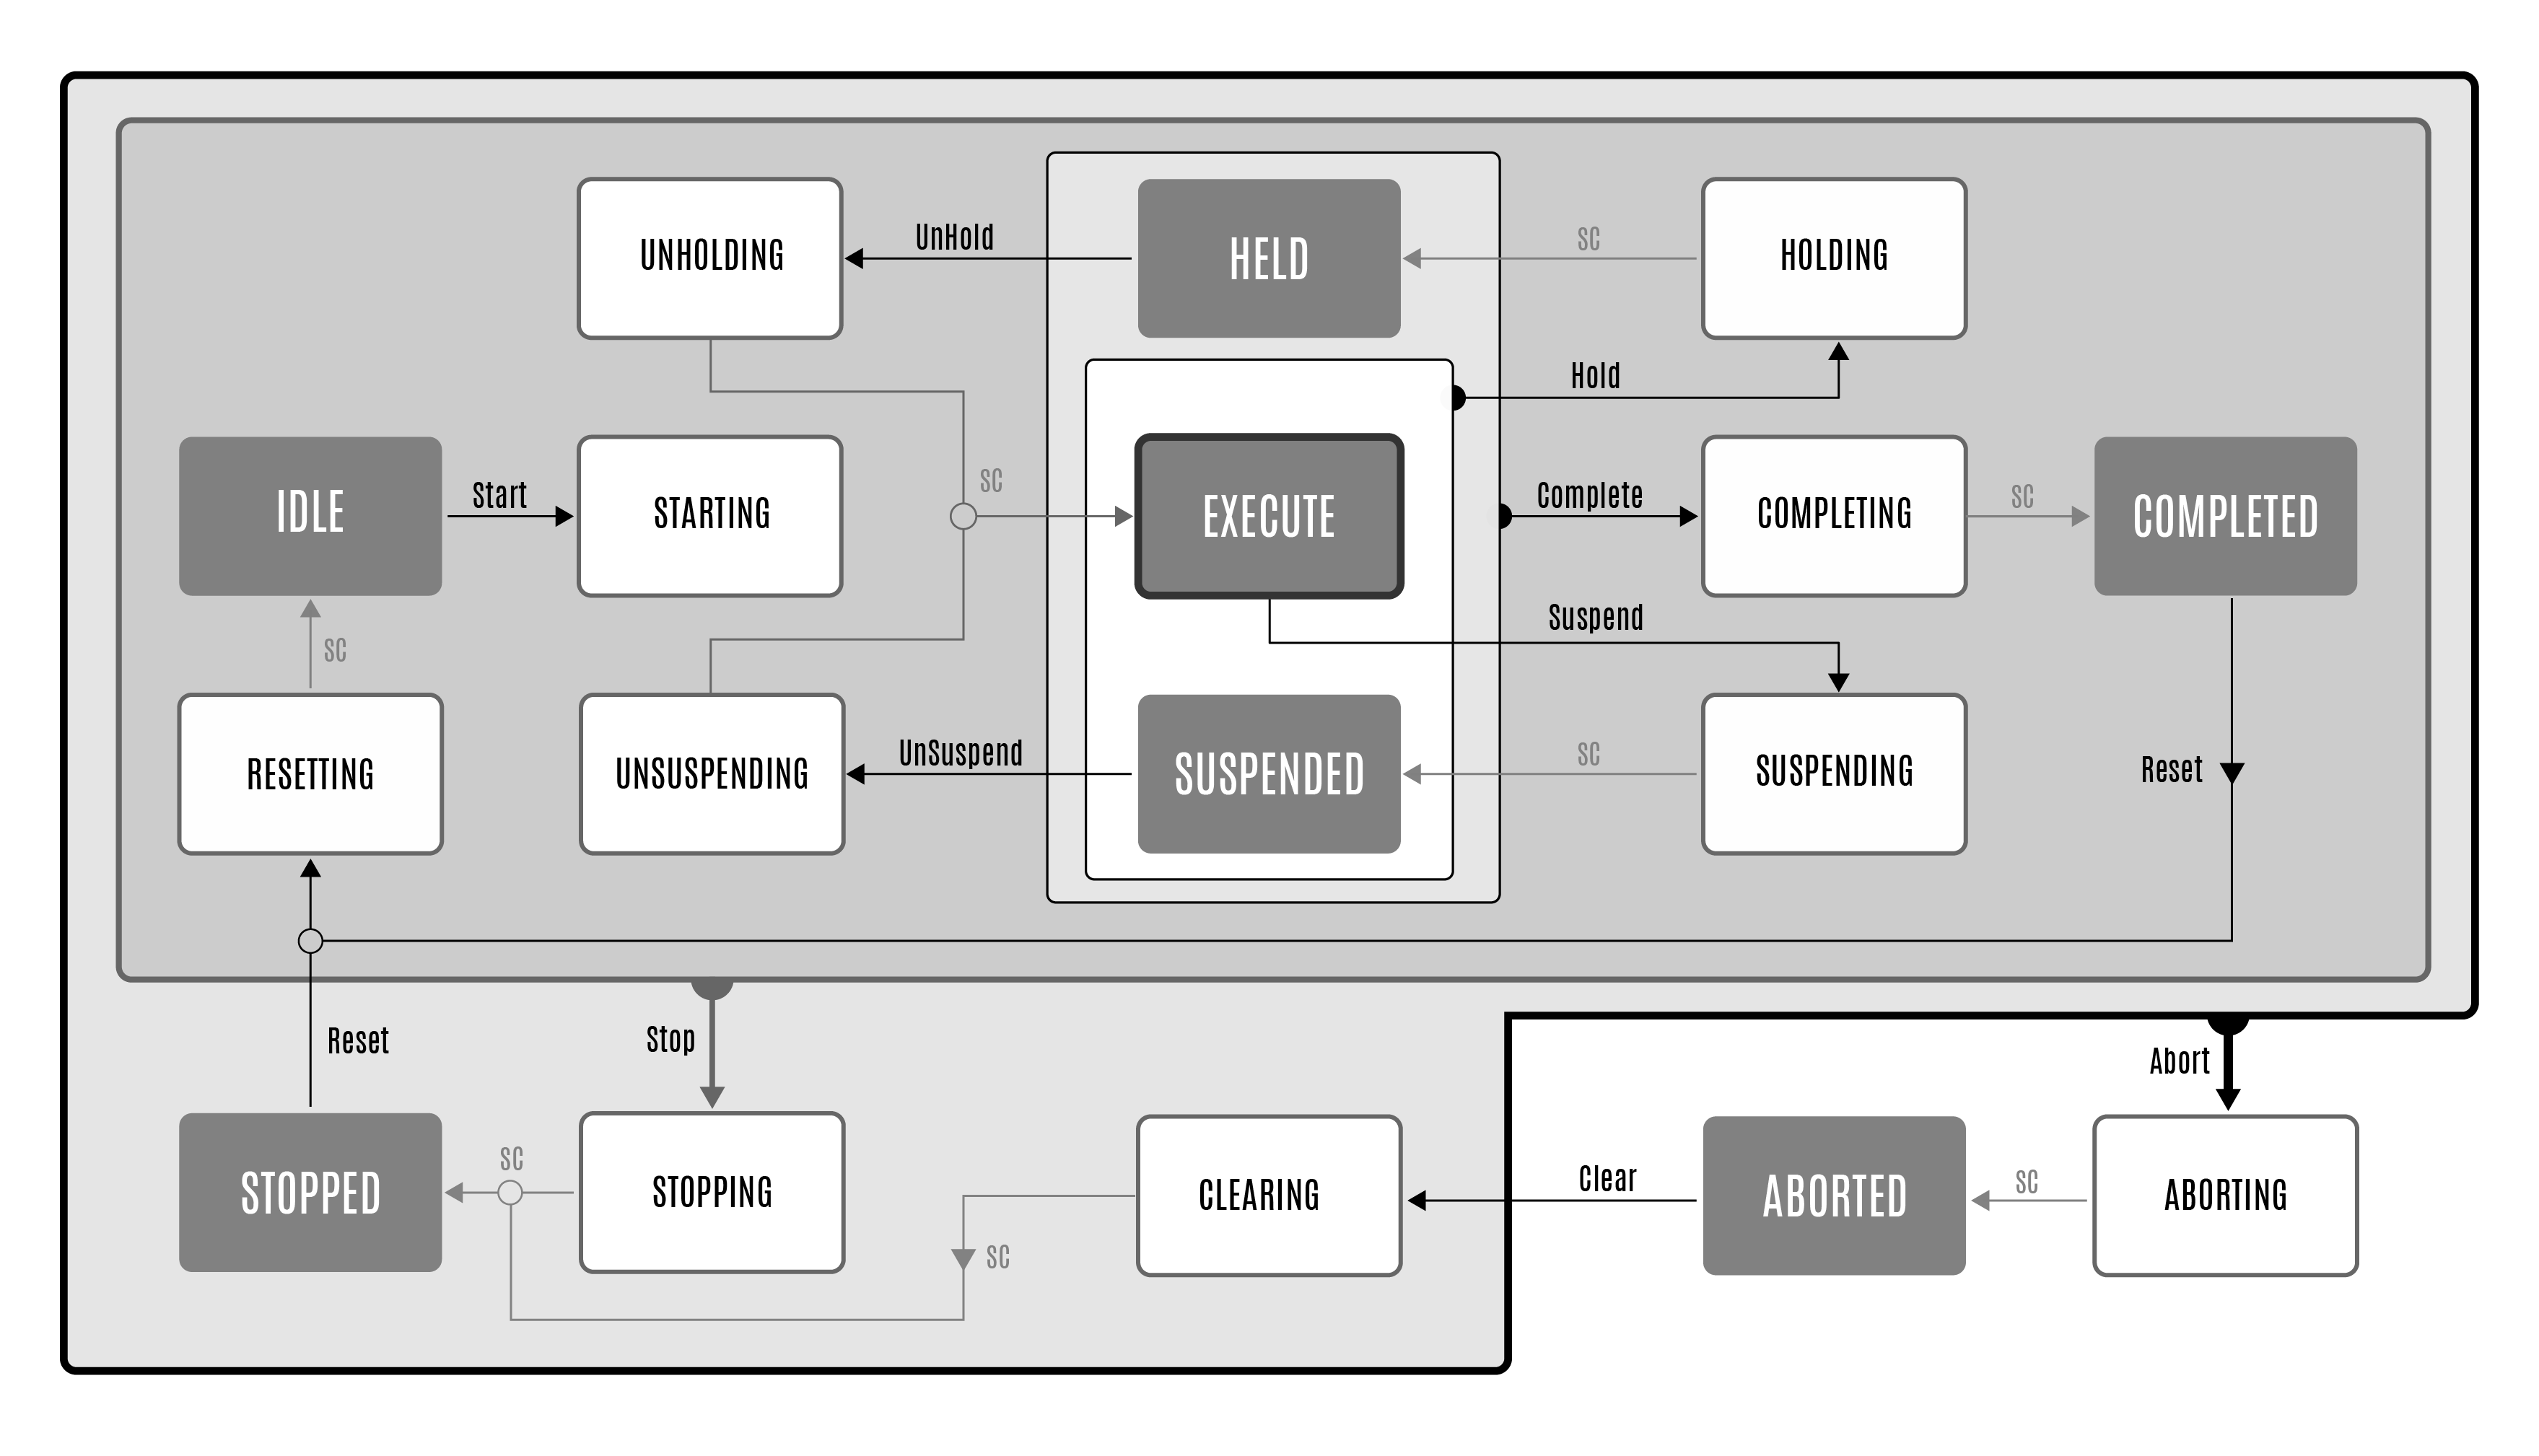 UNHOLDING
UnHold
HELD
SC
HOLDING
Hold
IDLE
Start
STARTING
SC
EXECUTE
Complete
COMPLETING
SC
COMPLETED
Suspend
SC
RESETTING
UNSUSPENDING
UnSuspend
SUSPENDED
SC
SUSPENDING
Reset
Reset
Stop
Abort
STOPPED
SC
STOPPING
SC
CLEARING
Clear
ABORTED
SC
ABORTING